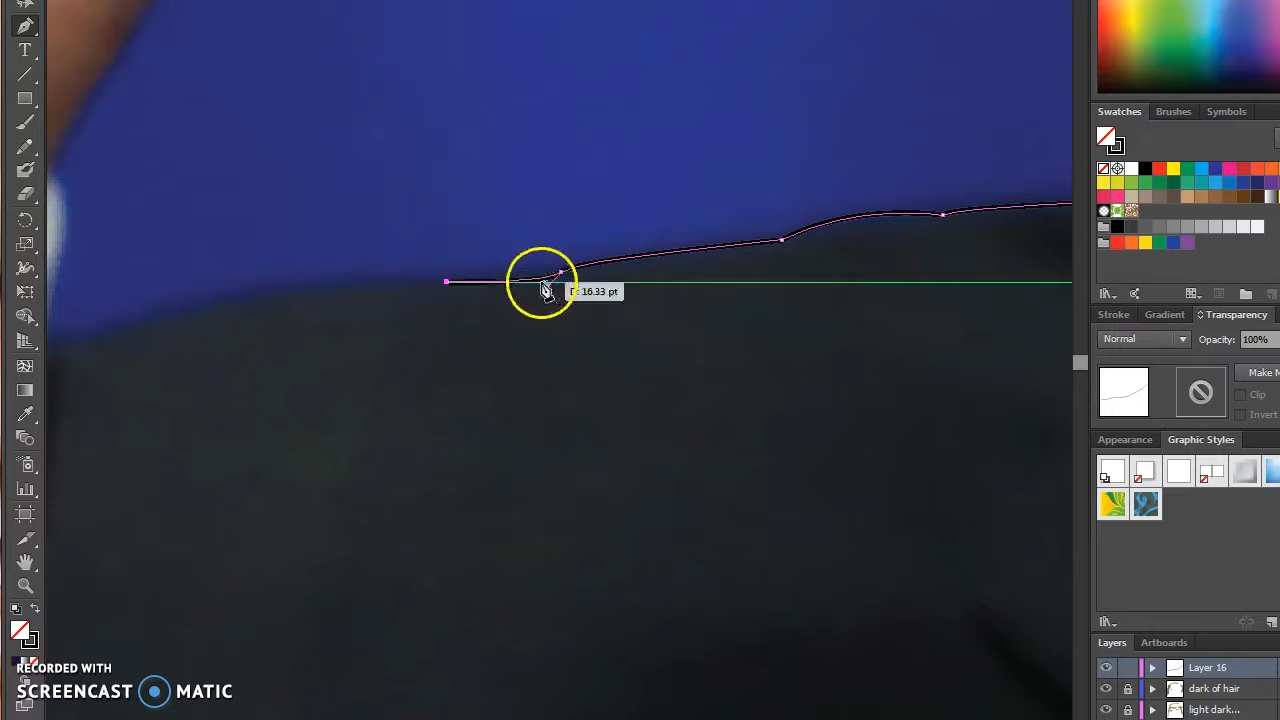 T
Swatches Brushes Symbols
D: 16.33 pt
Stroke Gradient Transparency
Normal Opacity: 100%
Make M
Clip
Invert
Appearance Graphic Styles
Layers Artboards
Layer 16
dark of hair
light dark...
RECORDED WITH
SCREENCAST MATIC